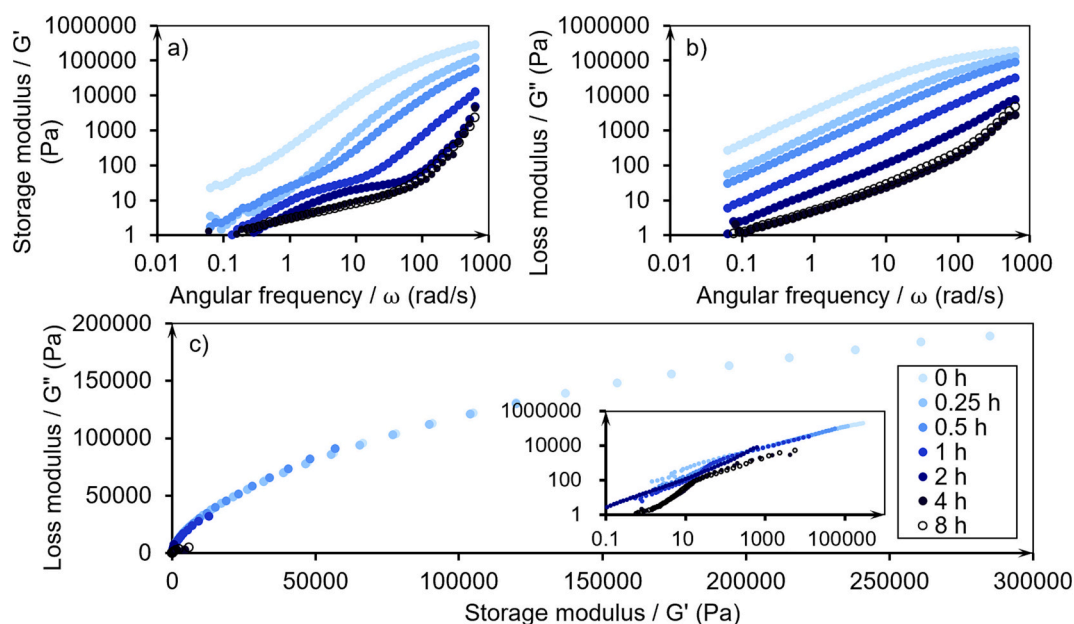 a)
Storage modulus / G'
(Pa)
1000000
100000
10000
1000
100
10
1
0.01 0.1 1 10 100 1000
Angular frequency / ω (rad/s)
b)
Loss modulus / G" (Pa)
1000000
100000
10000
1000
100
10
1
0.01 0.1 1 10 100 1000
Angular frequency / ω (rad/s)
c)
Loss modulus / G" (Pa)
200000
150000
100000
50000
0
0 50000 100000 150000 200000 250000 300000
Storage modulus / G' (Pa)
1000000
10000
100
1
0.1 10 1000 100000
0 h
0.25 h
0.5 h
1 h
2 h
4 h
8 h